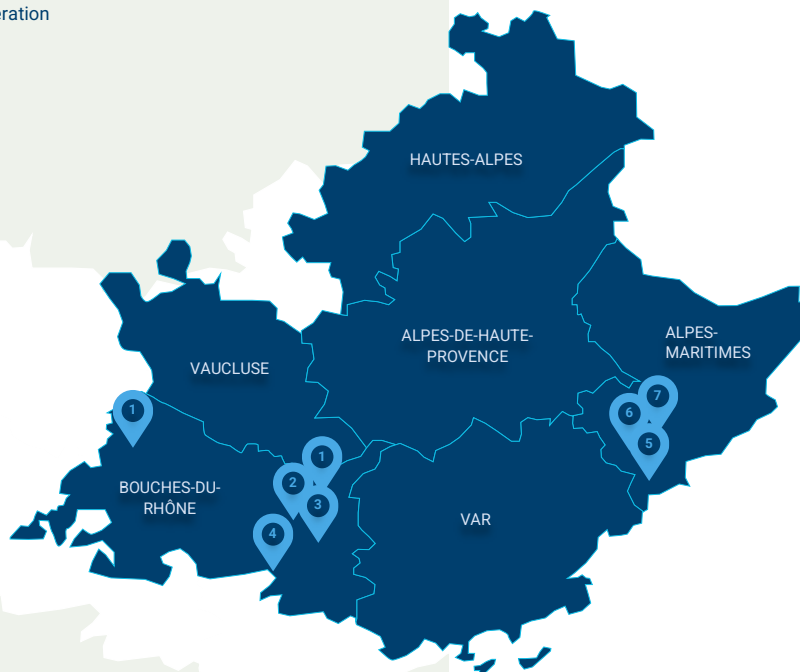 HAUTES-ALPES
ALPES-DE-HAUTE-
PROVENCE
ALPES-
MARITIMES
VAUCLUSE
7
1
6
5
1
2
BOUCHES-DU-
RHÔNE
3
VAR
4